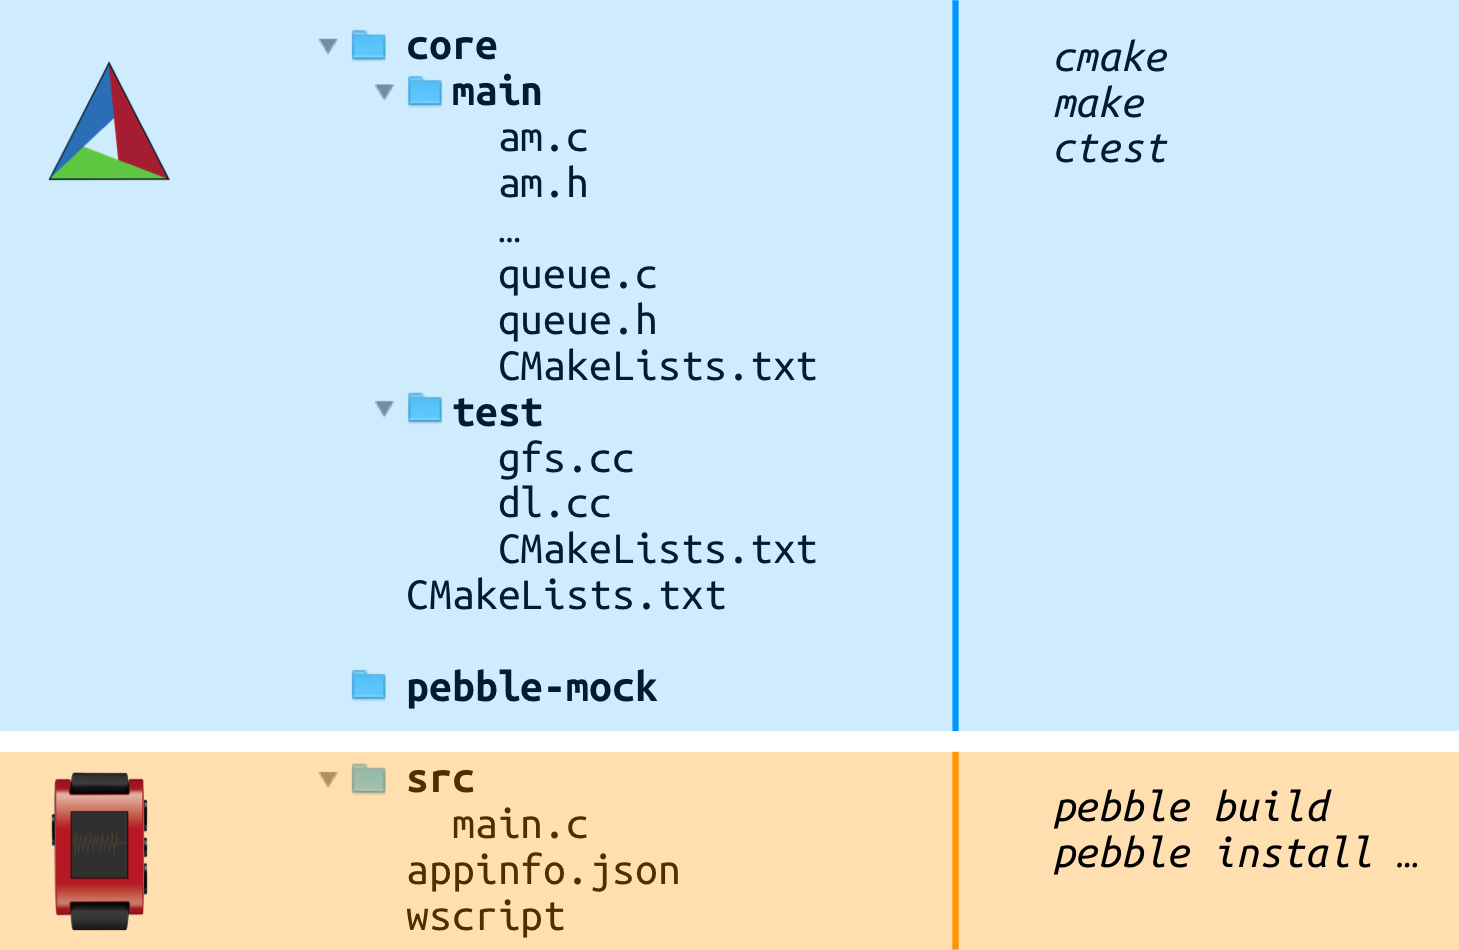 core
main
am.c
am.h
…
queue.c
queue.h
CMakeLists.txt
test
gfs.cc
dl.cc
CMakeLists.txt
CMakeLists.txt
pebble-mock
cmake
make
ctest
src
main.c
appinfo.json
wscript
pebble build
pebble install …